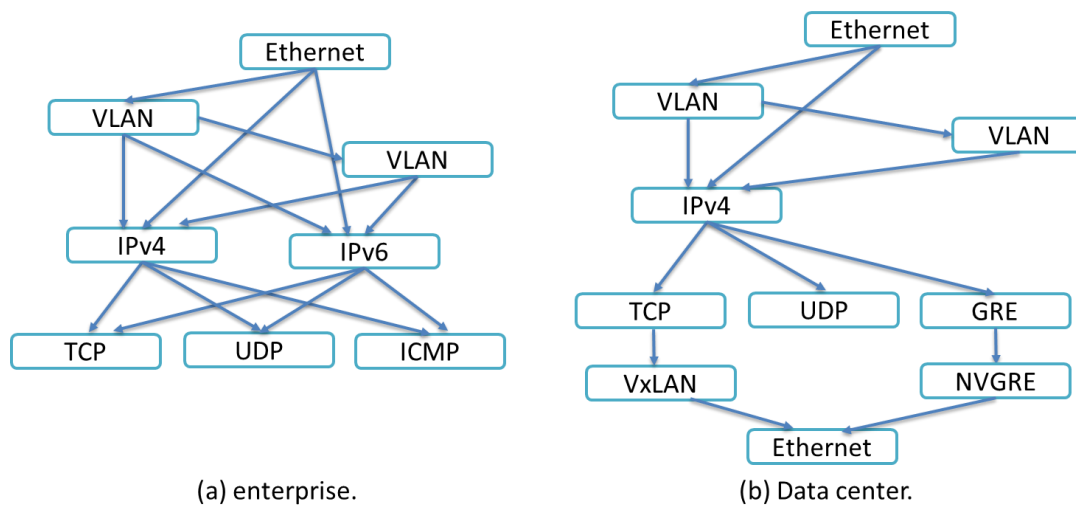 Ethernet
VLAN
VLAN
IPv4
IPv6
TCP
UDP
ICMP
(a) enterprise.
Ethernet
VLAN
VLAN
IPv4
TCP
UDP
GRE
VxLAN
NVGRE
Ethernet
(b) Data center.